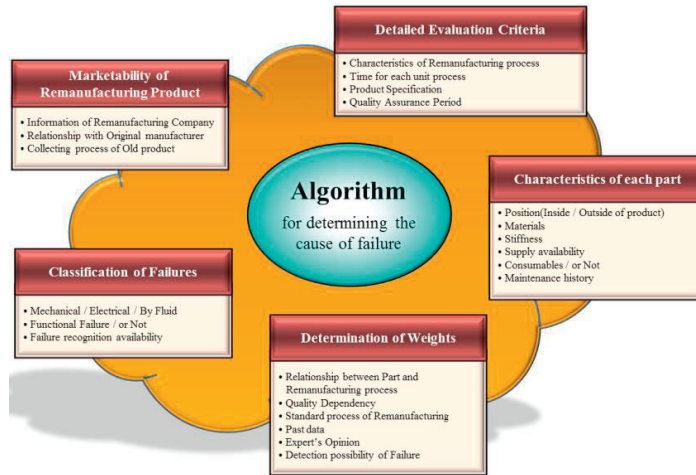 Detailed Evaluation Criteria
• Characteristics of Remanufacturing process
• Time for each unit process
• Product Specification
• Quality Assurance Period
Marketability of
Remanufacturing Product
• Information of Remanufacturing Company
• Relationship with Original manufacturer
• Collecting process of Old product
Algorithm
for determining the
cause of failure
Characteristics of each part
• Position(Inside / Outside of product)
• Materials
• Stiffness
• Supply availability
• Consumables / or Not
• Maintenance history
Classification of Failures
• Mechanical / Electrical / By Fluid
• Functional Failure / or Not
• Failure recognition availability
Determination of Weights
• Relationship between Part and
Remanufacturing process
• Quality Dependency
• Standard process of Remanufacturing
• Past data
• Expert's Opinion
• Detection possibility of Failure